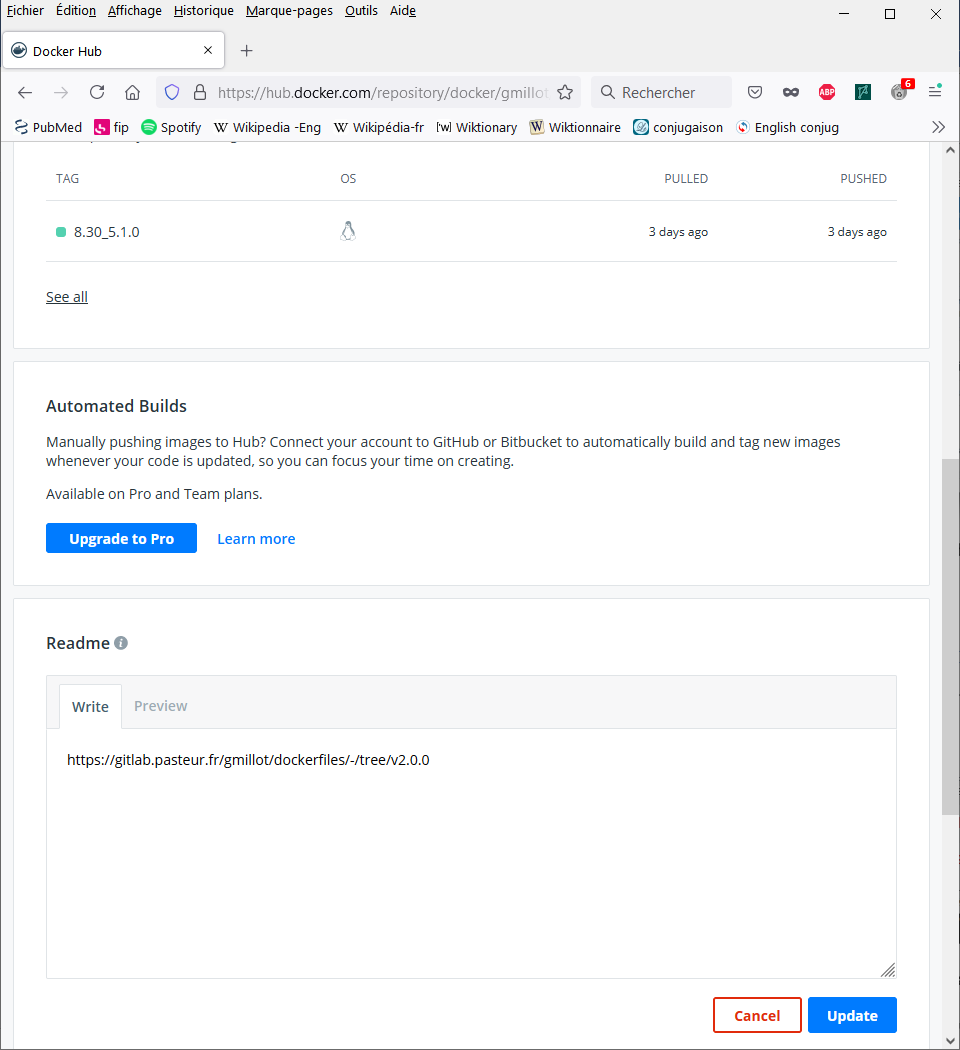 Fichier Édition Affichage Historique Marque-pages Outils Aide
Docker Hub
https://hub.docker.com/repository/docker/gmillot
Rechercher
ABP
6
PubMed fip Spotify Wikipedia -Eng Wikipédia-fr Wiktionary Wiktionnaire conjugaison English conjug
TAG OS PULLED PUSHED
8.30_5.1.0 3 days ago 3 days ago
See all
Automated Builds
Manually pushing images to Hub? Connect your account to GitHub or Bitbucket to automatically build and tag new images
whenever your code is updated, so you can focus your time on creating.
Available on Pro and Team plans.
Upgrade to Pro Learn more
Readme
Write Preview
https://gitlab.pasteur.fr/gmillot/dockerfiles/-/tree/v2.0.0
Cancel Update